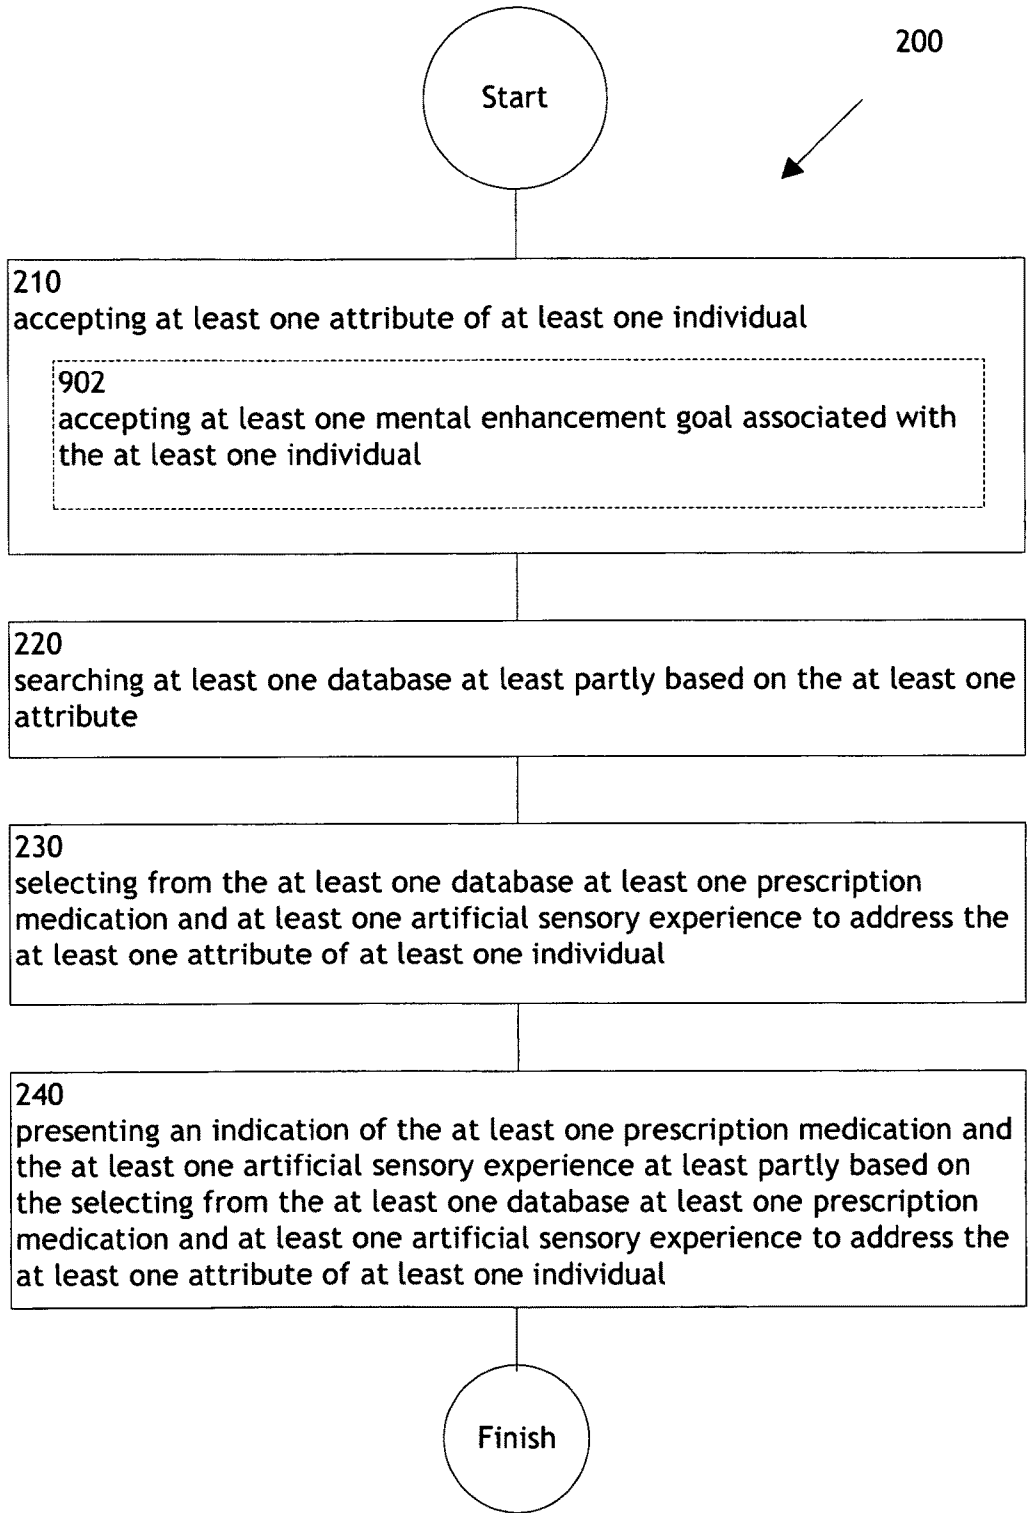 200
Start
210
accepting at least one attribute of at least one individual
902
accepting at least one mental enhancement goal associated with
the at least one individual
220
searching at least one database at least partly based on the at least one
attribute
230
selecting from the at least one database at least one prescription
medication and at least one artificial sensory experience to address the
at least one attribute of at least one individual
240
presenting an indication of the at least one prescription medication and
the at least one artificial sensory experience at least partly based on
the selecting from the at least one database at least one prescription
medication and at least one artificial sensory experience to address the
at least one attribute of at least one individual
Finish